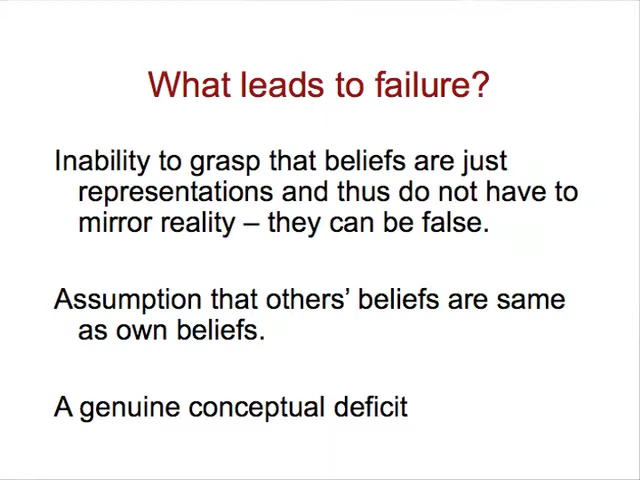 What leads to failure?
Inability to grasp that beliefs are just
representations and thus do not have to
mirror reality – they can be false.
Assumption that others’ beliefs are same
as own beliefs.
A genuine conceptual deficit